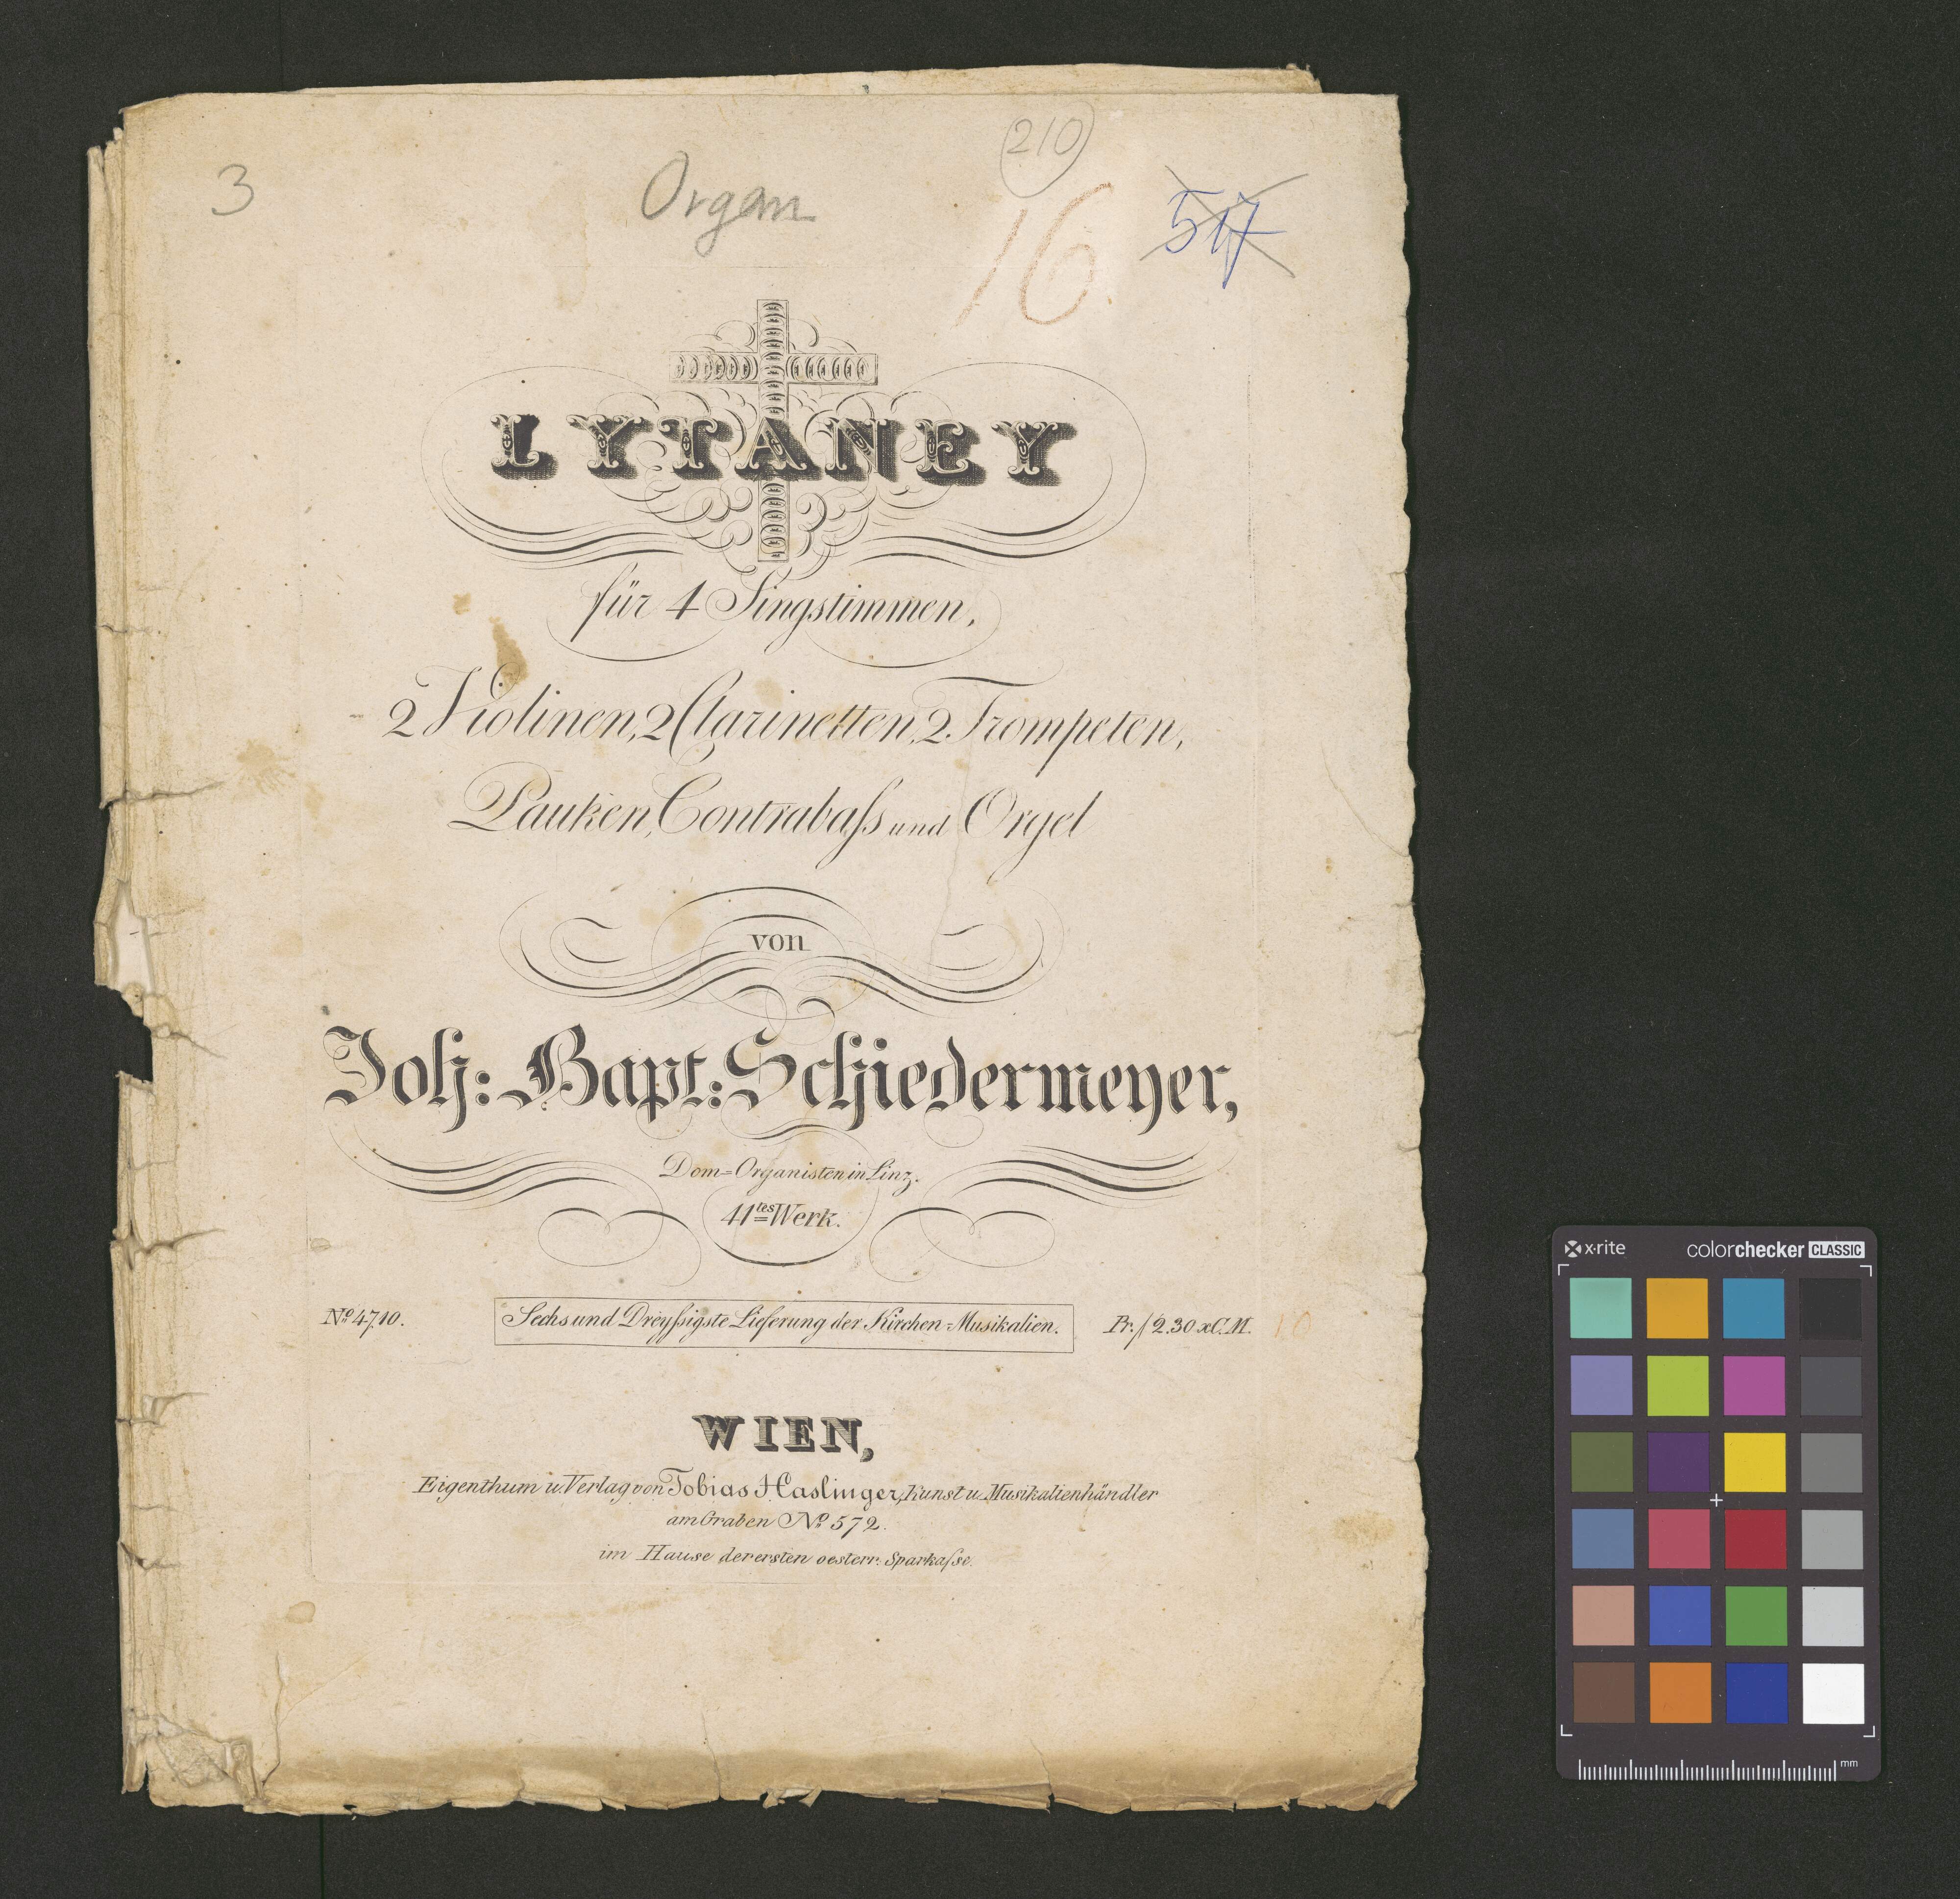 210
3
Organ
16.
517
LYTANEY
für 4 Singstimmen,
2 Violinen, 2 Clarinetten, 2. Trompeten,
Pauken, Contrabaſs und Orgel
von
Joh: Bapt: Schiedermeyer,
Dom=Organisten in Linz.
41tes Werk.
No. 4710.
Sechs und Dreyſsigste Lieferung der Kirchen=Musikalien.
Pr. f 2.30 x C.M.
10
WIEN,
Eigenthum u. Verlag von Tobias Haslinger, Kunst u. Musikalienhändler
am Graben No. 572.
im Hause der ersten oesterr. Sparkaſse.
x·rite
colorchecker CLASSIC
mm